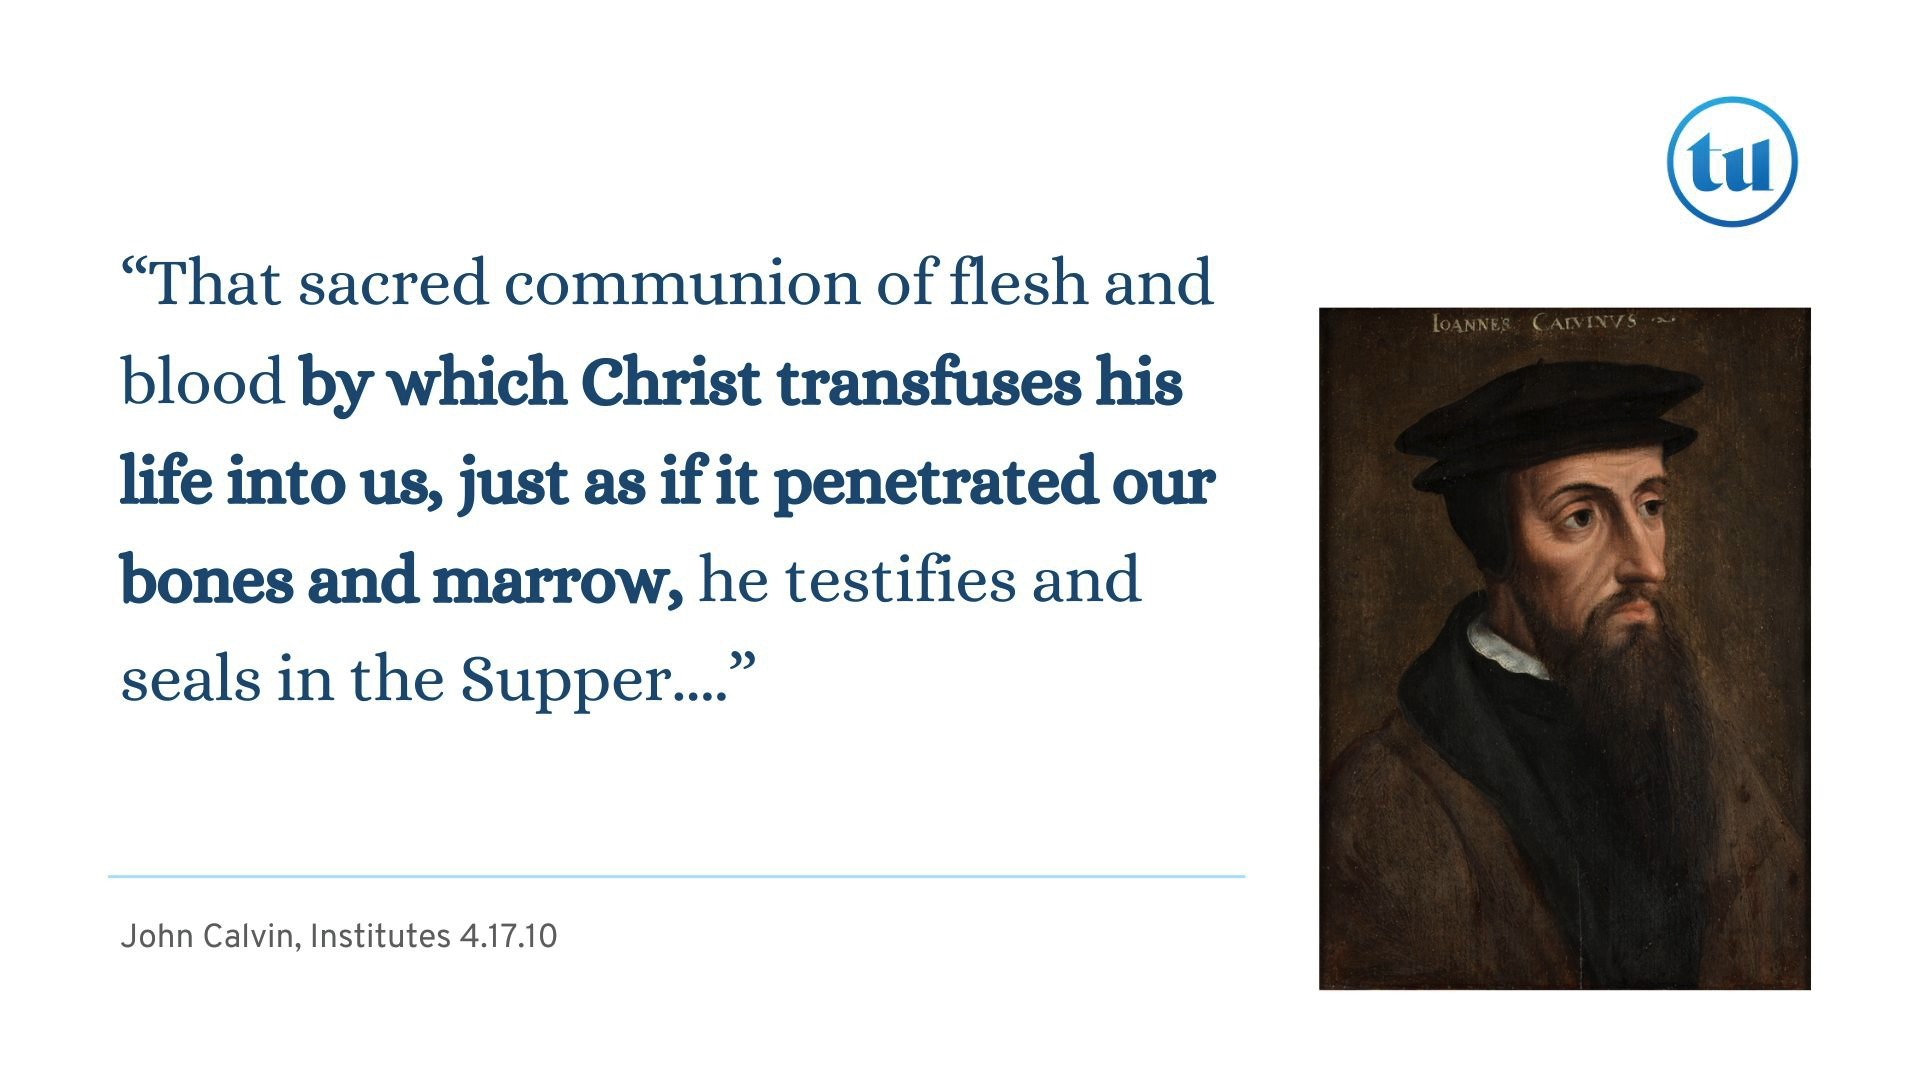 tu
“That sacred communion of flesh and
blood by which Christ transfuses his
life into us, just as if it penetrated our
bones and marrow, he testifies and
seals in the Supper....”
IOANNES CALVINVS
John Calvin, Institutes 4.17.10